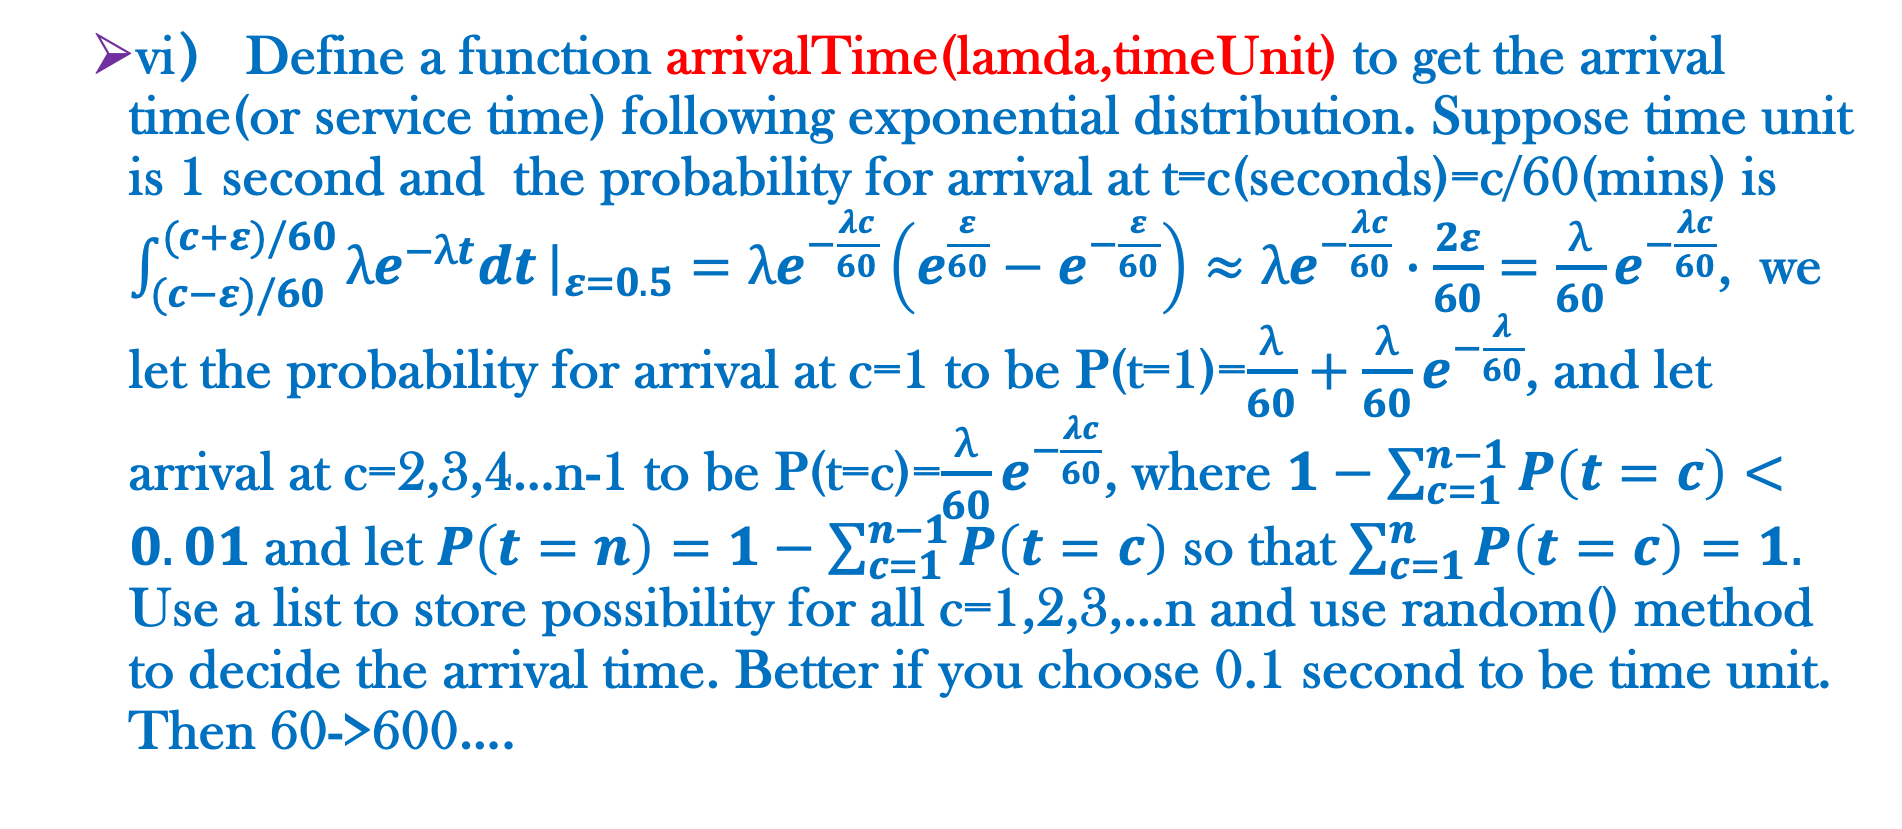 ➢vi) Define a function arrivalTime(lamda,timeUnit) to get the arrival
time(or service time) following exponential distribution. Suppose time unit
is 1 second and the probability for arrival at t=c(seconds)=c/60(mins) is
∫_{(c−ε)/60}^{(c+ε)/60} λe^{−λt} dt |_{ε=0.5} = λe^{−λc/60} (e^{ε/60} − e^{−ε/60}) ≈ λe^{−λc/60} · 2ε/60 = λ/60 e^{−λc/60}, we
let the probability for arrival at c=1 to be P(t=1)=λ/60 + λ/60 e^{−λ/60}, and let
arrival at c=2,3,4...n-1 to be P(t=c)=λ/60 e^{−λc/60}, where 1 − ∑_{c=1}^{n−1} P(t = c) <
0.01 and let P(t = n) = 1 − ∑_{c=1}^{n−1} P(t = c) so that ∑_{c=1}^{n} P(t = c) = 1.
Use a list to store possibility for all c=1,2,3,...n and use random() method
to decide the arrival time. Better if you choose 0.1 second to be time unit.
Then 60->600....